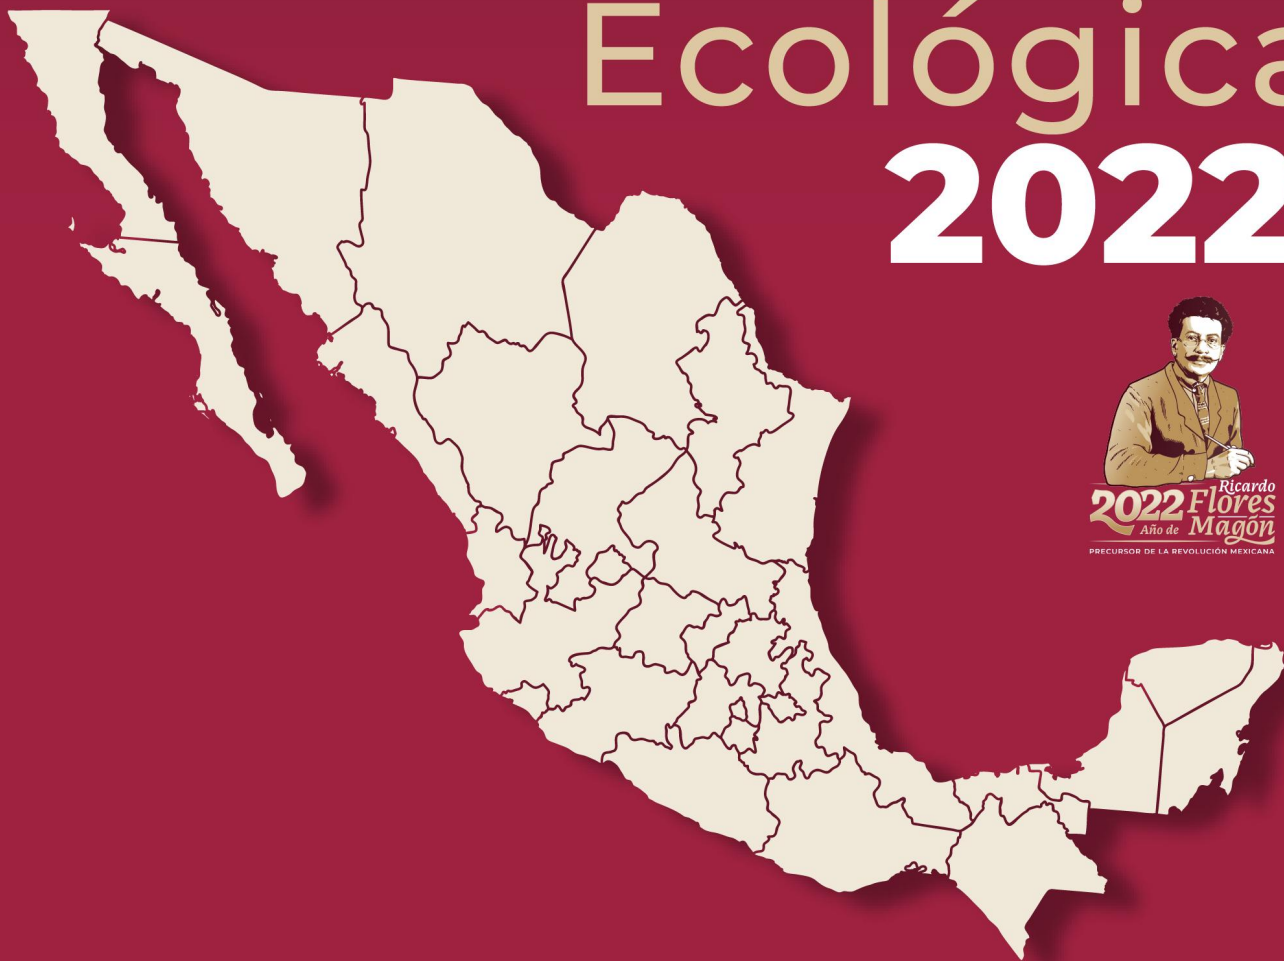 Ecológica
2022
Ricardo
2022 Flores
Año de Magón
PRECURSOR DE LA REVOLUCIÓN MEXICANA